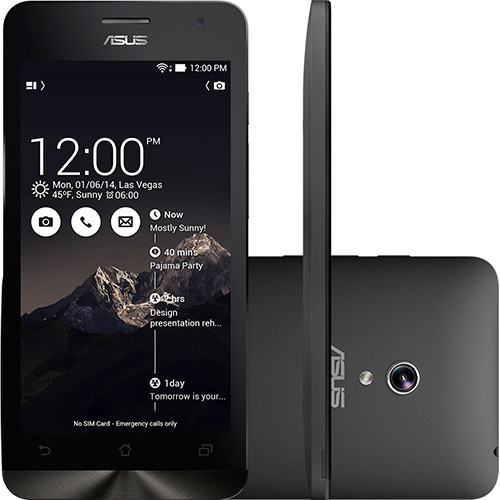 ASUS
12:00 PM
12:00 PM
Mon, 01/06/14, Las Vegas
45ºF, Sunny 06:00
Now
Mostly Sunny!
40 mins
Pajama Party
hrs
Design
presentation reh...
1day
Tomorrow is your...
No SIM Card - Emergency calls only
ASUS